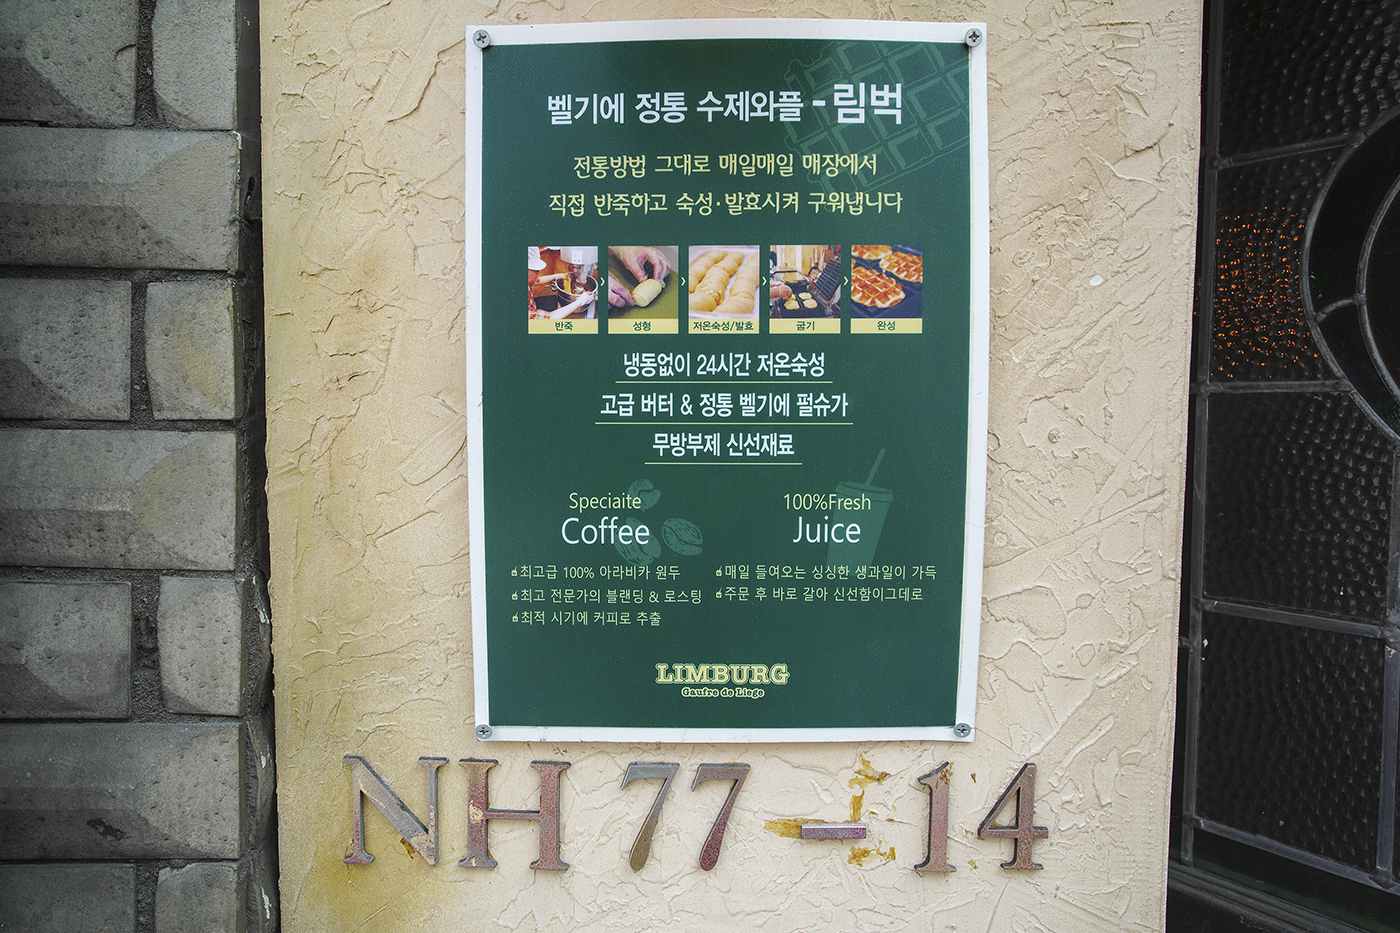 벨기에 정통 수제와플 - 림벅
전통방법 그대로 매일매일 매장에서
직접 반죽하고 숙성·발효시켜 구워냅니다
반죽 › 성형 › 저온숙성/발효 › 굽기 › 완성
냉동없이 24시간 저온숙성
고급 버터 & 정통 벨기에 펄슈가
무방부제 신선재료
Speciaite
Coffee
최고급 100% 아라비카 원두
최고 전문가의 블랜딩 & 로스팅
최적 시기에 커피로 추출
100%Fresh
Juice
매일 들여오는 싱싱한 생과일이 가득
주문 후 바로 갈아 신선함이그데로
LIMBURG
Gaufre de Liege
NH 77-14